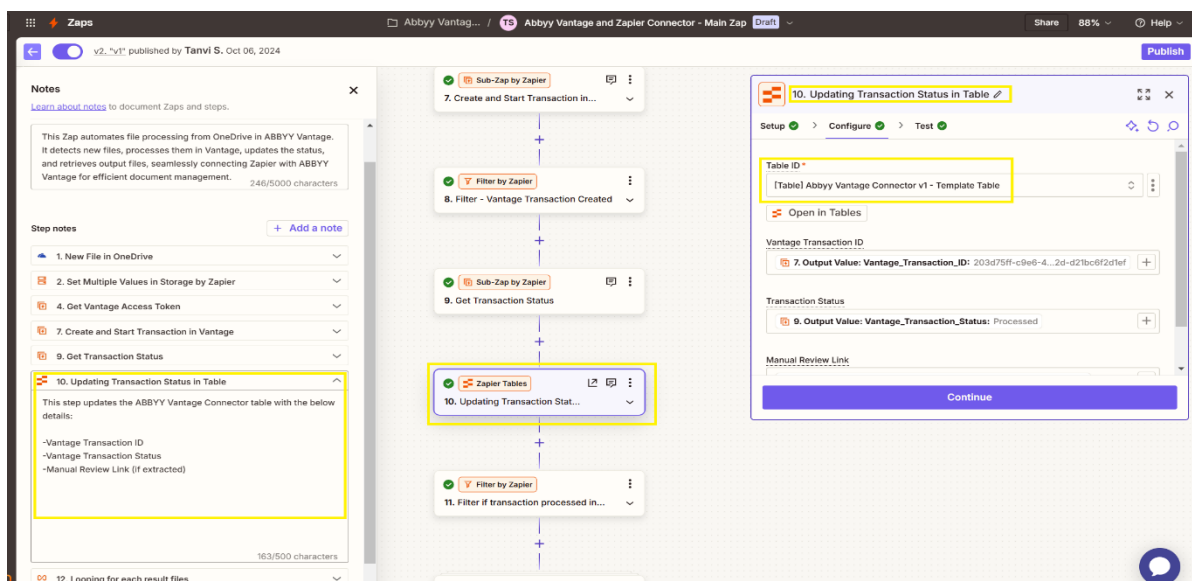 Zaps
Abbyy Vantag... / TS Abbyy Vantage and Zapier Connector - Main Zap Draft
Share 88% Help
v2. "v1" published by Tanvi S. Oct 06, 2024
Publish
Notes
Learn about notes to document Zaps and steps.
This Zap automates file processing from OneDrive in ABBYY Vantage.
It detects new files, processes them in Vantage, updates the status,
and retrieves output files, seamlessly connecting Zapier with ABBYY
Vantage for efficient document management.
246/5000 characters
Step notes
+ Add a note
1. New File in OneDrive
2. Set Multiple Values in Storage by Zapier
4. Get Vantage Access Token
7. Create and Start Transaction in Vantage
9. Get Transaction Status
10. Updating Transaction Status in Table
This step updates the ABBYY Vantage Connector table with the below
details:
-Vantage Transaction ID
-Vantage Transaction Status
-Manual Review Link (if extracted)
163/500 characters
12. Looping for each result files
Sub-Zap by Zapier
7. Create and Start Transaction in...
Filter by Zapier
8. Filter - Vantage Transaction Created
Sub-Zap by Zapier
9. Get Transaction Status
Zapier Tables
10. Updating Transaction Stat...
Filter by Zapier
11. Filter if transaction processed in...
10. Updating Transaction Status in Table
Setup > Configure > Test
Table ID *
[Table] Abbyy Vantage Connector v1 - Template Table
Open in Tables
Vantage Transaction ID
7. Output Value: Vantage_Transaction_ID: 203d75ff-c9e6-4...2d-d21bc6f2d1ef
Transaction Status
9. Output Value: Vantage_Transaction_Status: Processed
Manual Review Link
Continue